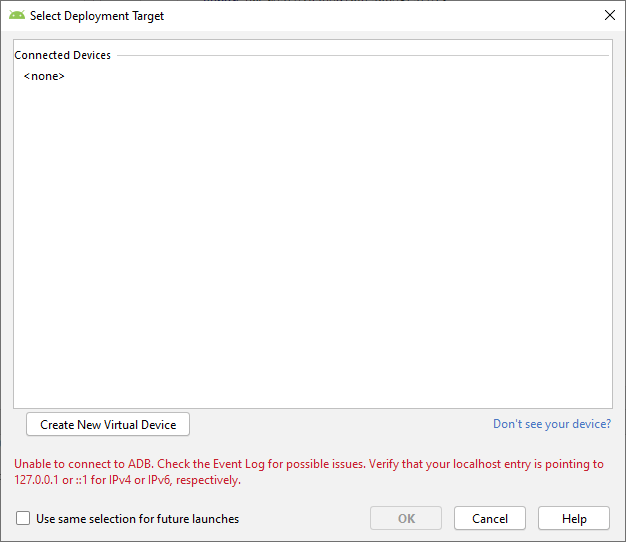 Select Deployment Target
Connected Devices
<none>
Create New Virtual Device
Don't see your device?
Unable to connect to ADB. Check the Event Log for possible issues. Verify that your localhost entry is pointing to
127.0.0.1 or ::1 for IPv4 or IPv6, respectively.
Use same selection for future launches
OK
Cancel
Help